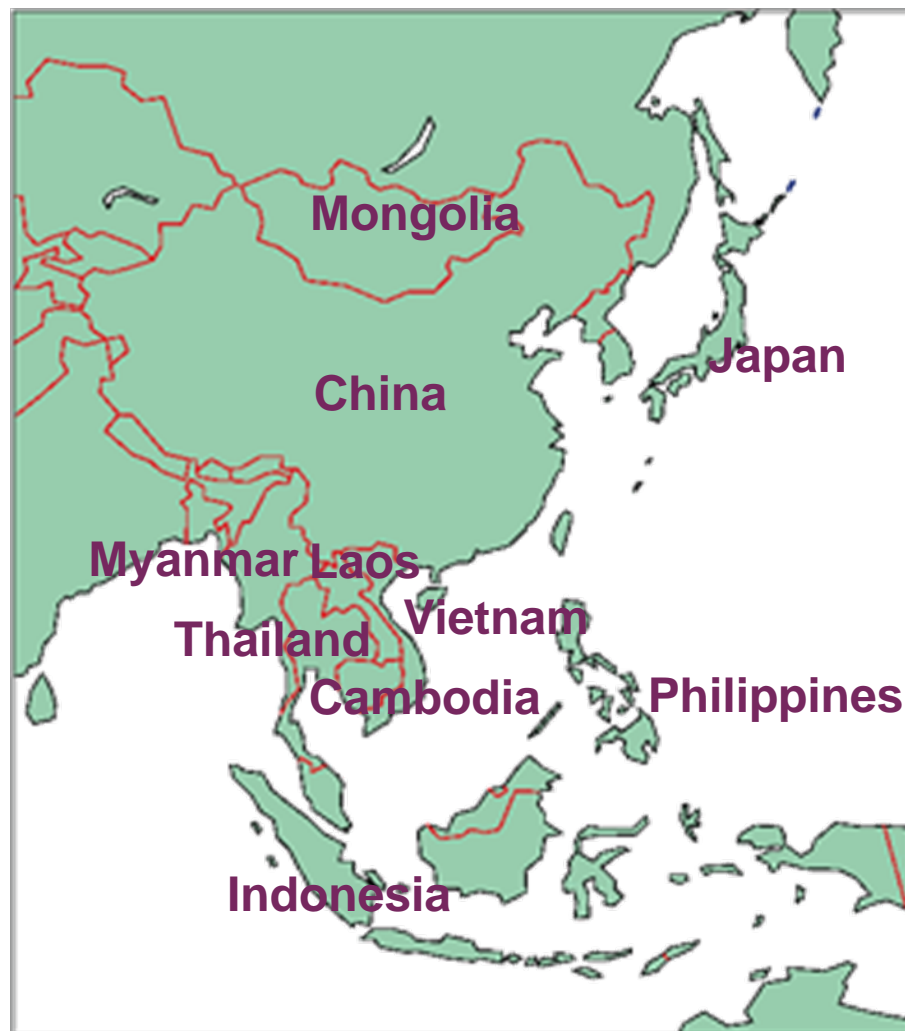 Mongolia
Japan
China
Myanmar Laos
Vietnam
Thailand
Cambodia
Philippines
Indonesia